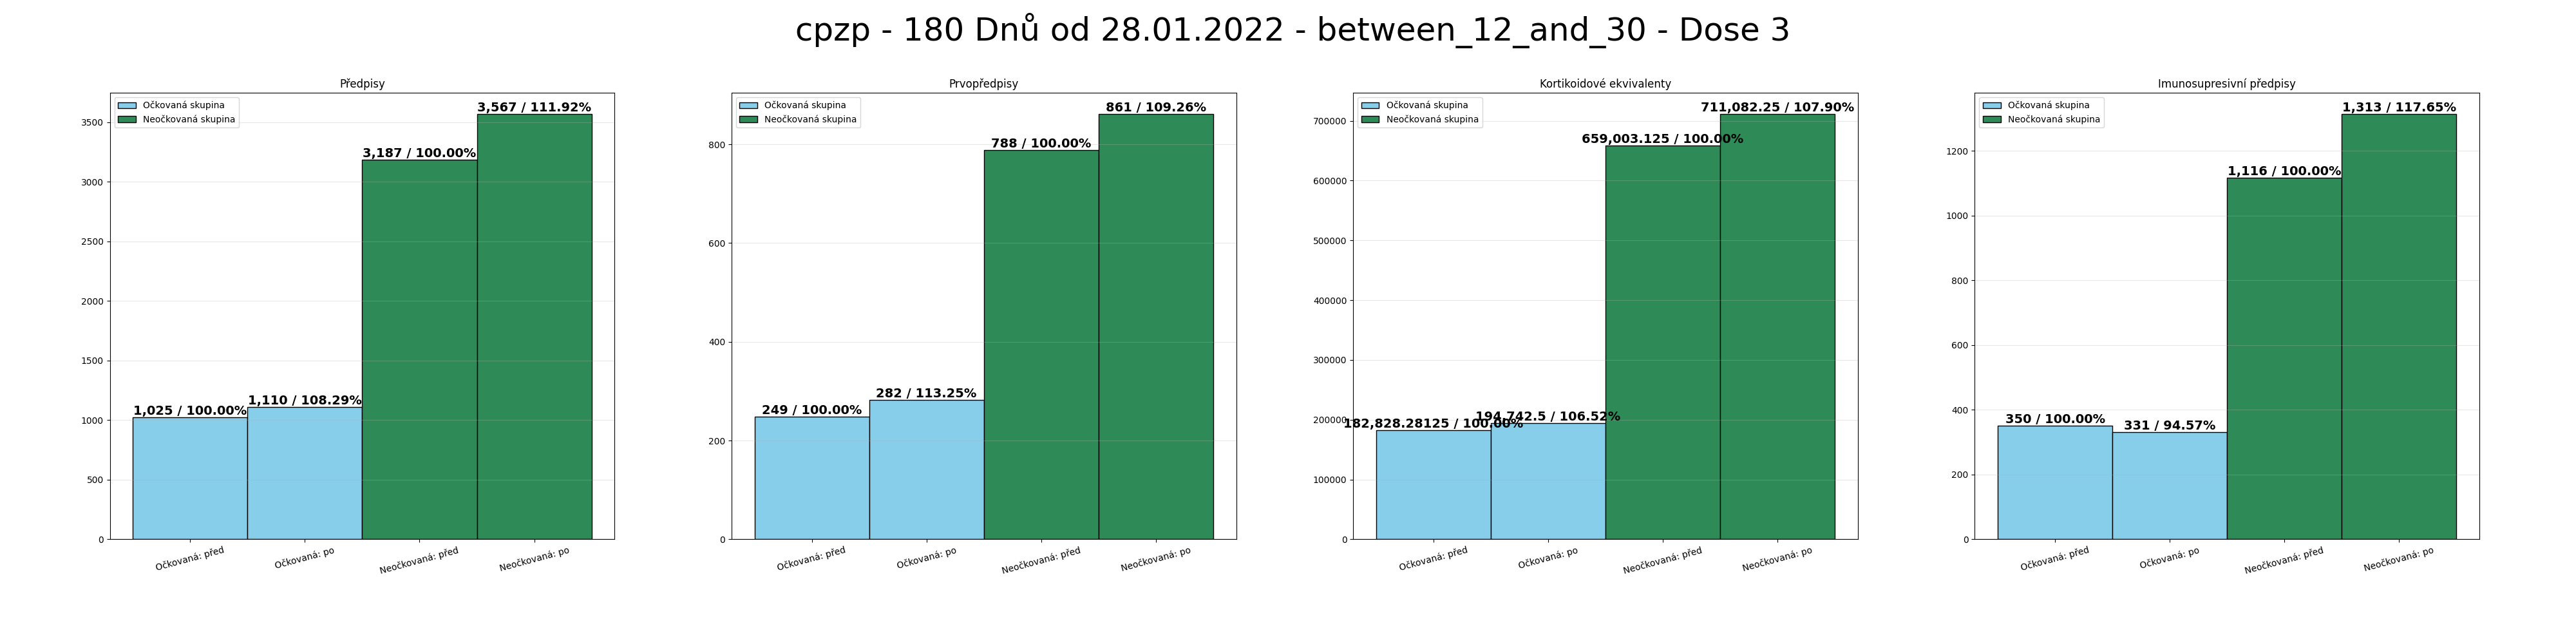 cpzp - 180 Dnů od 28.01.2022 - between_12_and_30 - Dose 3
Předpisy
Očkovaná skupina
Neočkovaná skupina
1,025 / 100.00%
1,110 / 108.29%
3,187 / 100.00%
3,567 / 111.92%
3500
3000
2500
2000
1500
1000
500
0
Očkovaná: před
Očkovaná: po
Neočkovaná: před
Neočkovaná: po
Prvopředpisy
Očkovaná skupina
Neočkovaná skupina
249 / 100.00%
282 / 113.25%
788 / 100.00%
861 / 109.26%
800
600
400
200
0
Očkovaná: před
Očkovaná: po
Neočkovaná: před
Neočkovaná: po
Kortikoidové ekvivalenty
Očkovaná skupina
Neočkovaná skupina
182,828.28125 / 100.00%
194,742.5 / 106.52%
659,003.125 / 100.00%
711,082.25 / 107.90%
700000
600000
500000
400000
300000
200000
100000
0
Očkovaná: před
Očkovaná: po
Neočkovaná: před
Neočkovaná: po
Imunosupresivní předpisy
Očkovaná skupina
Neočkovaná skupina
350 / 100.00%
331 / 94.57%
1,116 / 100.00%
1,313 / 117.65%
1200
1000
800
600
400
200
0
Očkovaná: před
Očkovaná: po
Neočkovaná: před
Neočkovaná: po